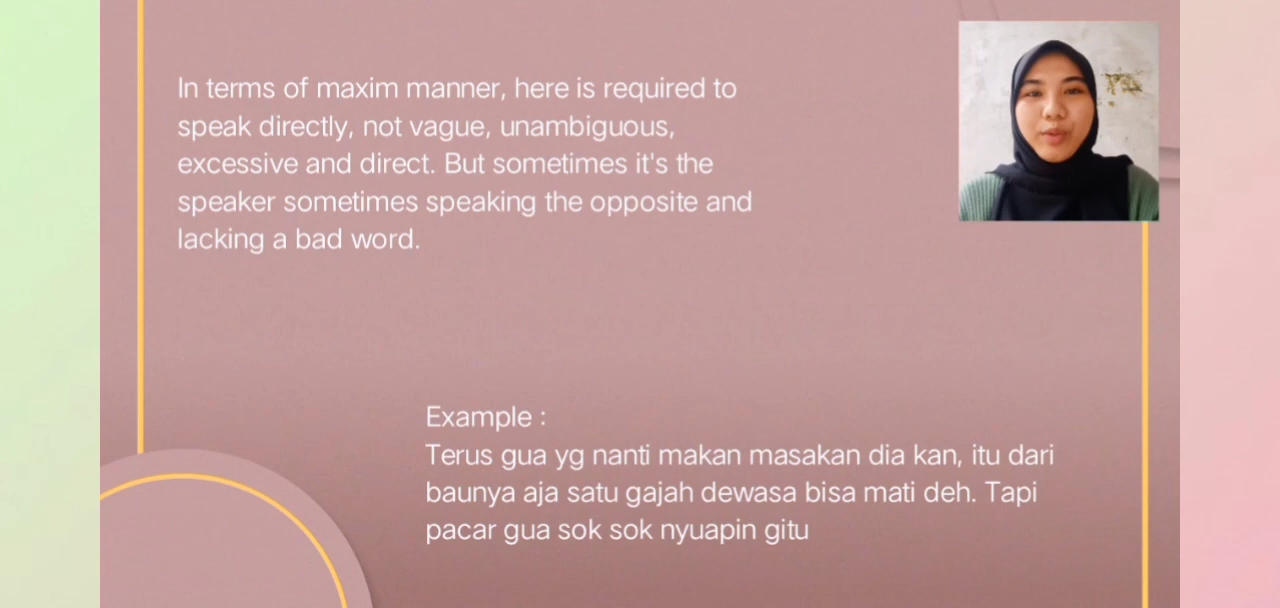 In terms of maxim manner, here is required to
speak directly, not vague, unambiguous,
excessive and direct. But sometimes it's the
speaker sometimes speaking the opposite and
lacking a bad word.
Example :
Terus gua yg nanti makan masakan dia kan, itu dari
baunya aja satu gajah dewasa bisa mati deh. Tapi
pacar gua sok sok nyuapin gitu